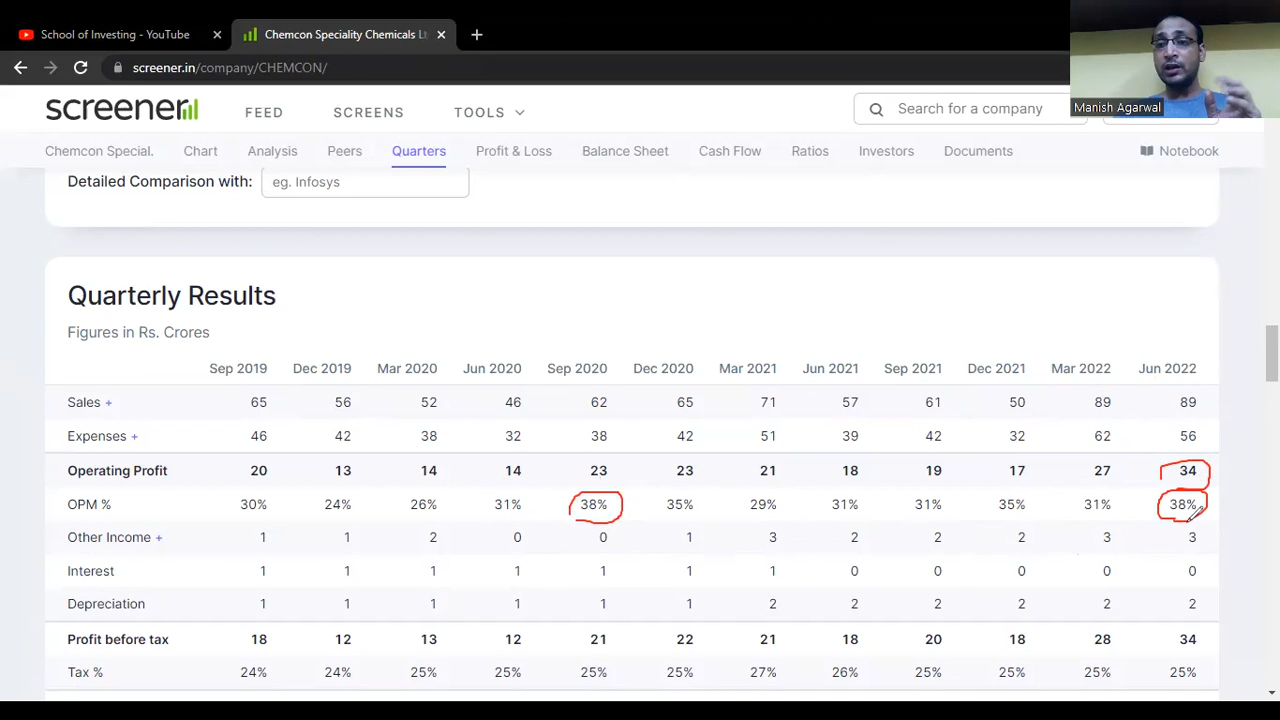 School of Investing - YouTube
Chemcon Speciality Chemicals Lt
screener.in/company/CHEMCON/
Manish Agarwal
screener FEED SCREENS TOOLS Search for a company
Chemcon Special. Chart Analysis Peers Quarters Profit & Loss Balance Sheet Cash Flow Ratios Investors Documents Notebook
Detailed Comparison with: eg. Infosys
Quarterly Results
Figures in Rs. Crores
Sep 2019 Dec 2019 Mar 2020 Jun 2020 Sep 2020 Dec 2020 Mar 2021 Jun 2021 Sep 2021 Dec 2021 Mar 2022 Jun 2022
Sales + 65 56 52 46 62 65 71 57 61 50 89 89
Expenses + 46 42 38 32 38 42 51 39 42 32 62 56
Operating Profit 20 13 14 14 23 23 21 18 19 17 27 34
OPM % 30% 24% 26% 31% 38% 35% 29% 31% 31% 35% 31% 38%
Other Income + 1 1 2 0 0 1 3 2 2 2 3 3
Interest 1 1 1 1 1 1 1 0 0 0 0 0
Depreciation 1 1 1 1 1 1 2 2 2 2 2 2
Profit before tax 18 12 13 12 21 22 21 18 20 18 28 34
Tax % 24% 24% 25% 25% 25% 25% 27% 26% 25% 25% 25% 25%